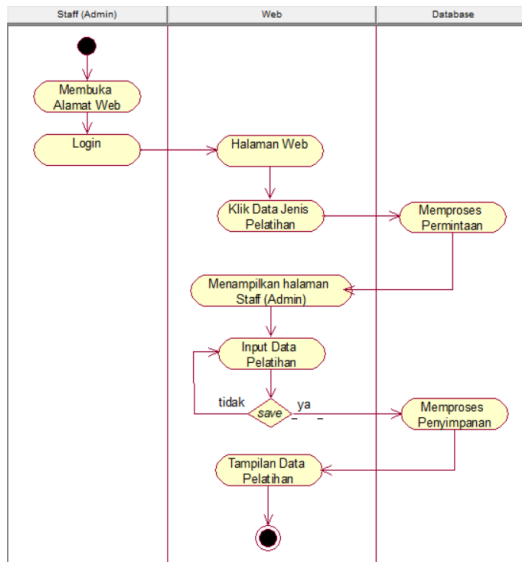 Staff (Admin)
Web
Database
Membuka
Alamat Web
Login
Halaman Web
Klik Data Jenis
Pelatihan
Memproses
Permintaan
Menampilkan halaman
Staff (Admin)
Input Data
Pelatihan
tidak
save
ya
Memproses
Penyimpanan
Tampilan Data
Pelatihan